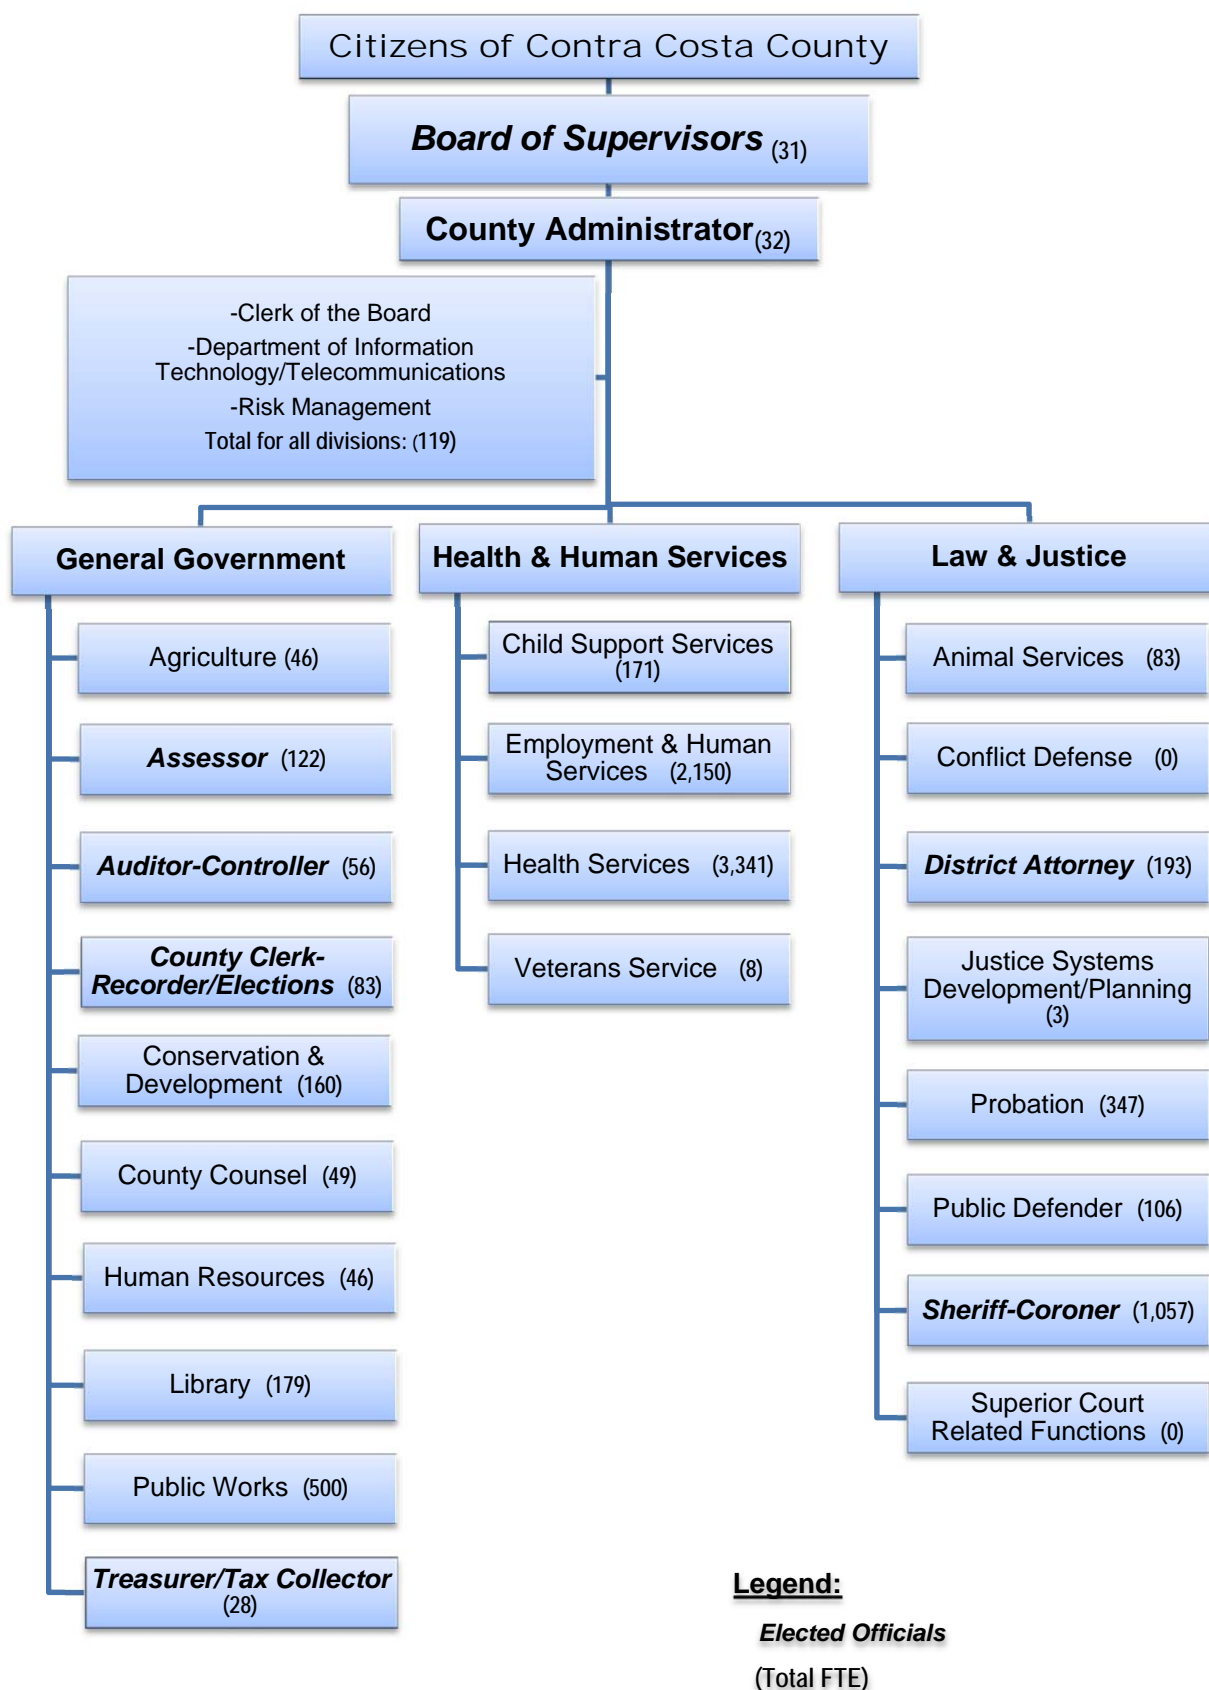 Citizens of Contra Costa County
Board of Supervisors (31)
County Administrator(32)
-Clerk of the Board
-Department of Information
Technology/Telecommunications
-Risk Management
Total for all divisions: (119)
General Government
Agriculture (46)
Assessor (122)
Auditor-Controller (56)
County Clerk-
Recorder/Elections (83)
Conservation &
Development (160)
County Counsel (49)
Human Resources (46)
Library (179)
Public Works (500)
Treasurer/Tax Collector
(28)
Health & Human Services
Child Support Services
(171)
Employment & Human
Services (2,150)
Health Services (3,341)
Veterans Service (8)
Law & Justice
Animal Services (83)
Conflict Defense (0)
District Attorney (193)
Justice Systems
Development/Planning
(3)
Probation (347)
Public Defender (106)
Sheriff-Coroner (1,057)
Superior Court
Related Functions (0)
Legend:
Elected Officials
(Total FTE)